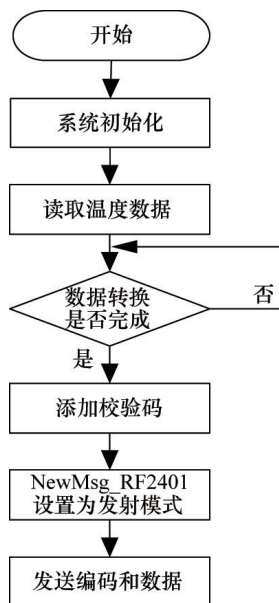 开始
系统初始化
读取温度数据
数据转换
是否完成
否
是
添加校验码
NewMsg_RF2401
设置为发射模式
发送编码和数据